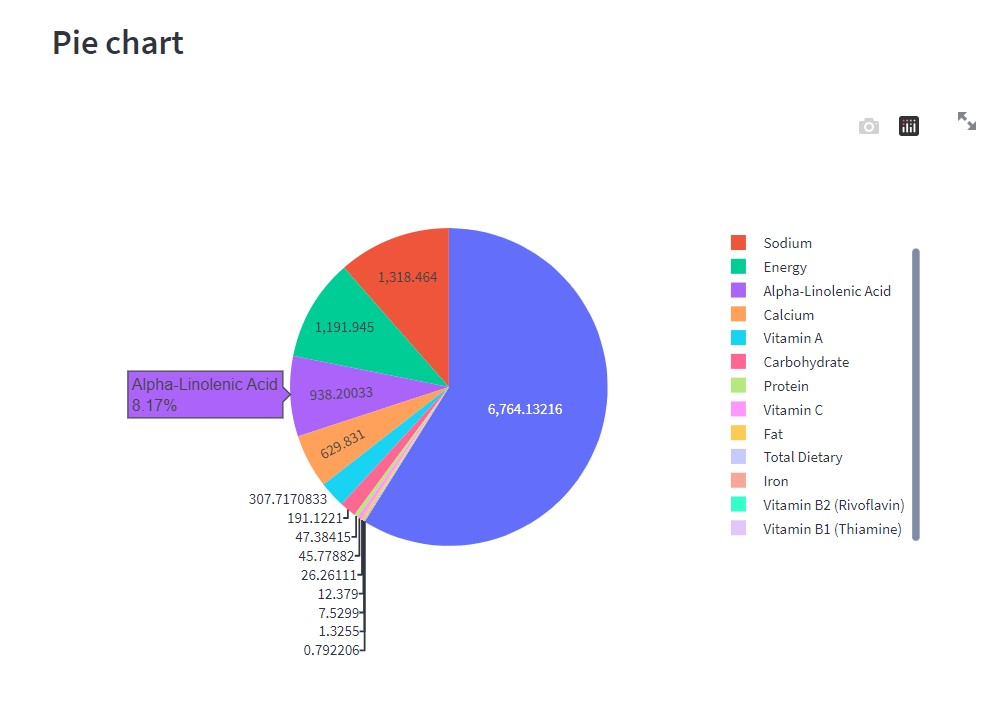 Pie chart
1,318.464
1,191.945
938.20033
6,764.13216
629.831
Alpha-Linolenic Acid
8.17%
307.7170833
191.1221
47.38415
45.77882
26.26111
12.379
7.5299
1.3255
0.792206
Sodium
Energy
Alpha-Linolenic Acid
Calcium
Vitamin A
Carbohydrate
Protein
Vitamin C
Fat
Total Dietary
Iron
Vitamin B2 (Rivoflavin)
Vitamin B1 (Thiamine)